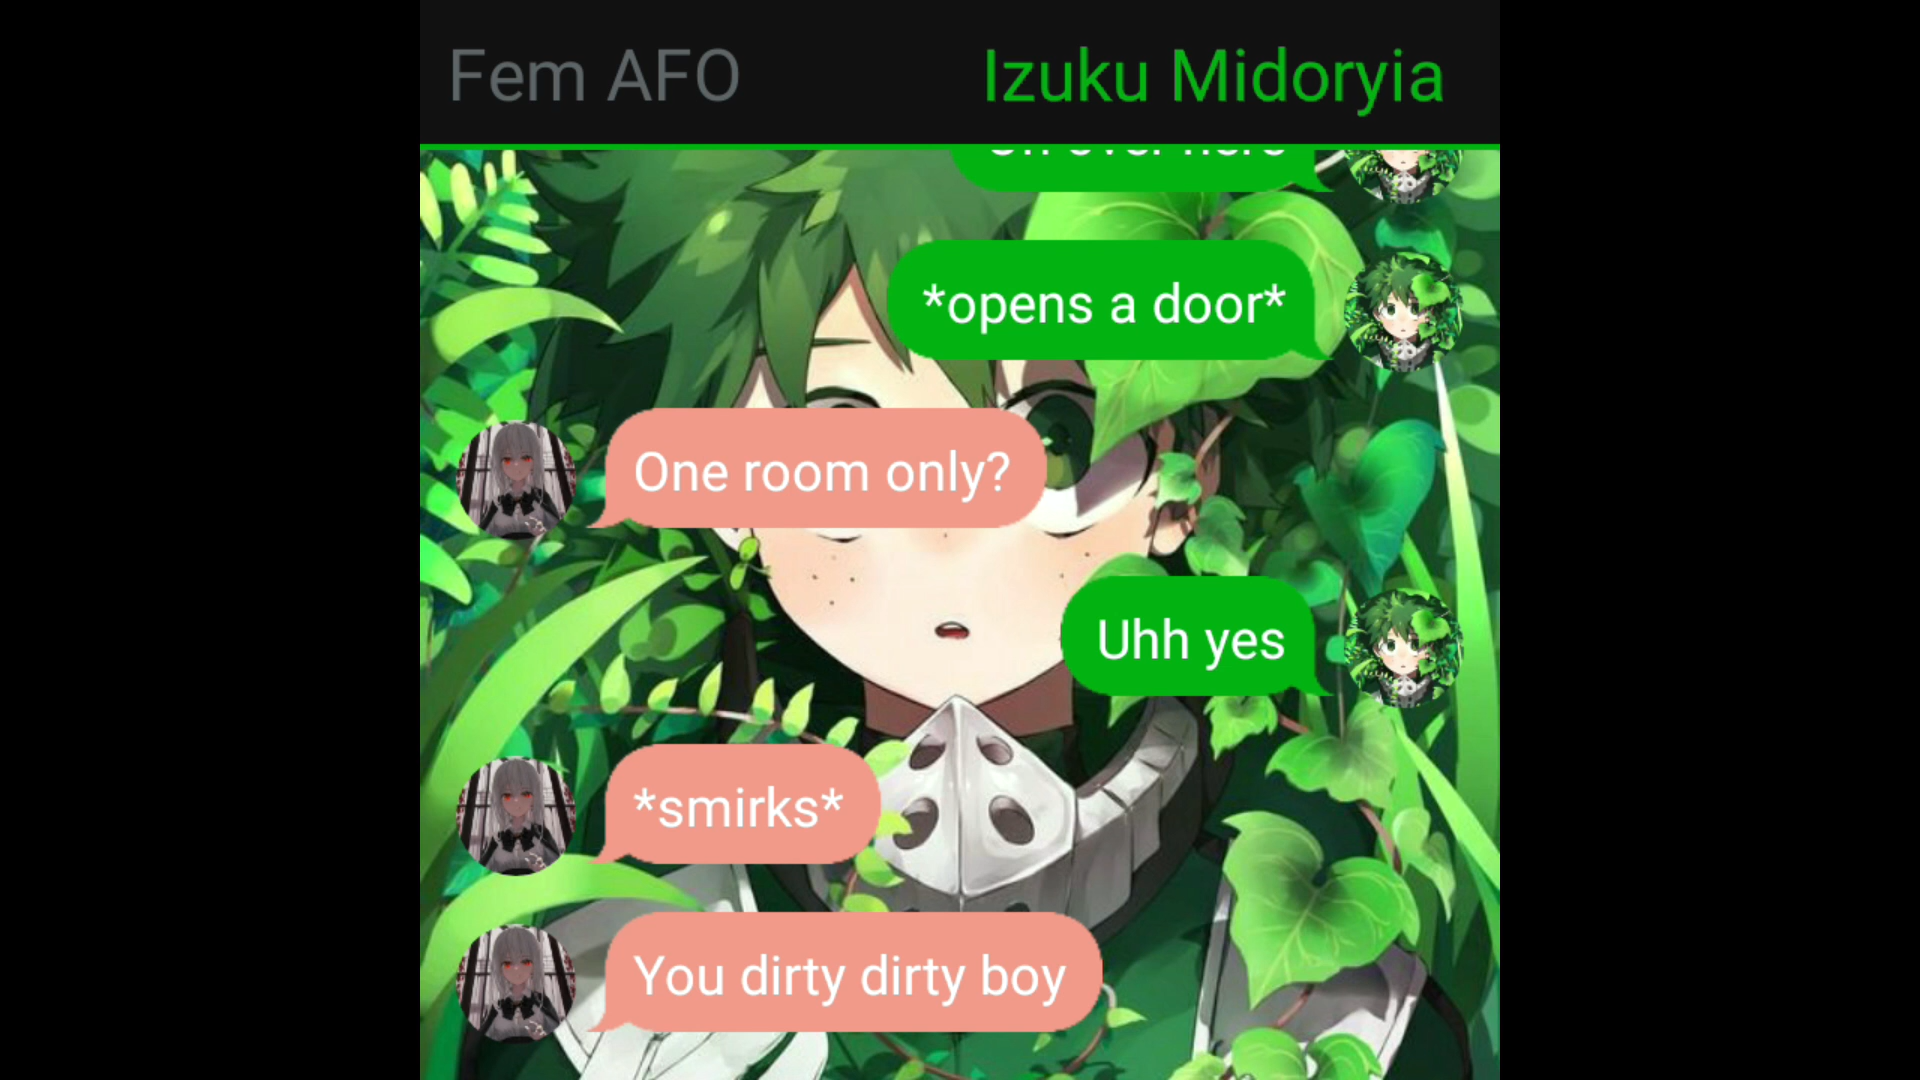 Fem AFO
Izuku Midoryia
*opens a door*
One room only?
Uhh yes
*smirks*
You dirty dirty boy